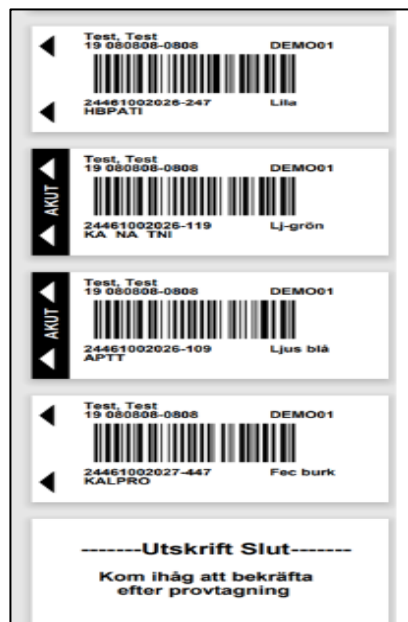 Test, Test
19 080808-0808 DEMO01
24461002026-247 Lila
HBPATI
AKUT
Test, Test
19 080808-0808 DEMO01
24461002026-119 Lj-grön
KA NA TNI
AKUT
Test, Test
19 080808-0808 DEMO01
24461002026-109 Ljus blå
APTT
Test, Test
19 080808-0808 DEMO01
24461002027-447 Fec burk
KALPRO
-------Utskrift Slut-------
Kom ihåg att bekräfta
efter provtagning